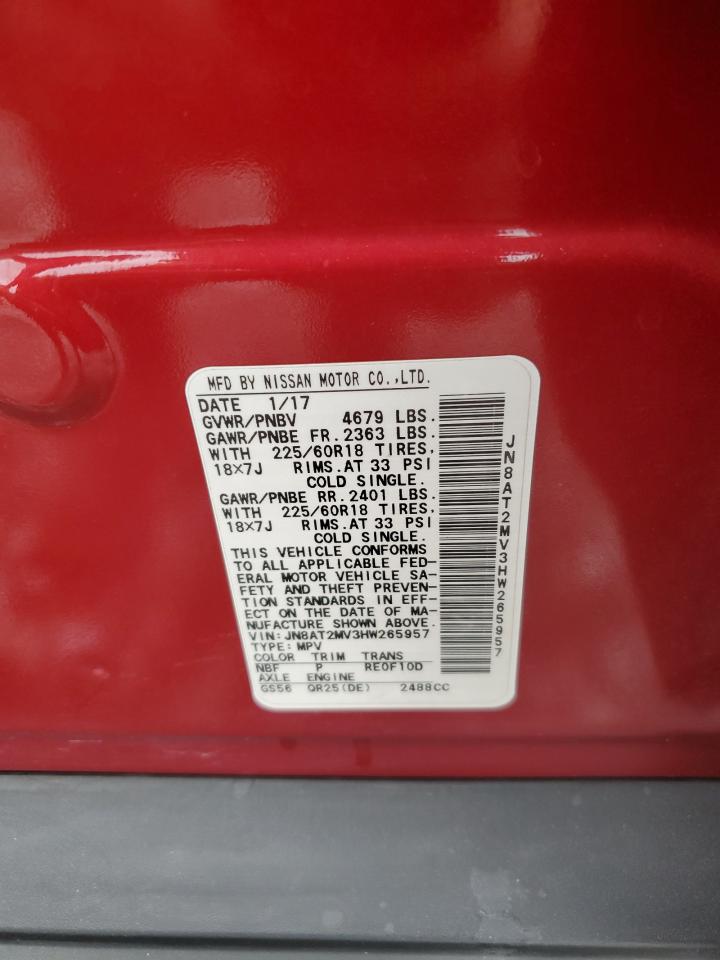 MFD BY NISSAN MOTOR CO.,LTD.
DATE 1/17
GVWR/PNBV 4679 LBS.
GAWR/PNBE FR.2363 LBS.
WITH 225/60R18 TIRES,
18X7J RIMS.AT 33 PSI
COLD SINGLE.
GAWR/PNBE RR.2401 LBS.
WITH 225/60R18 TIRES,
18X7J RIMS.AT 33 PSI
COLD SINGLE.
THIS VEHICLE CONFORMS
TO ALL APPLICABLE FED-
ERAL MOTOR VEHICLE SA-
FETY AND THEFT PREVEN-
TION STANDARDS IN EFF-
ECT ON THE DATE OF MA-
NUFACTURE SHOWN ABOVE.
VIN:JN8AT2MV3HW265957
TYPE:MPV
COLOR TRIM TRANS
NBF P RE0F10D
AXLE ENGINE
GS56 QR25(DE) 2488CC
JN8AT2MV3HW265957